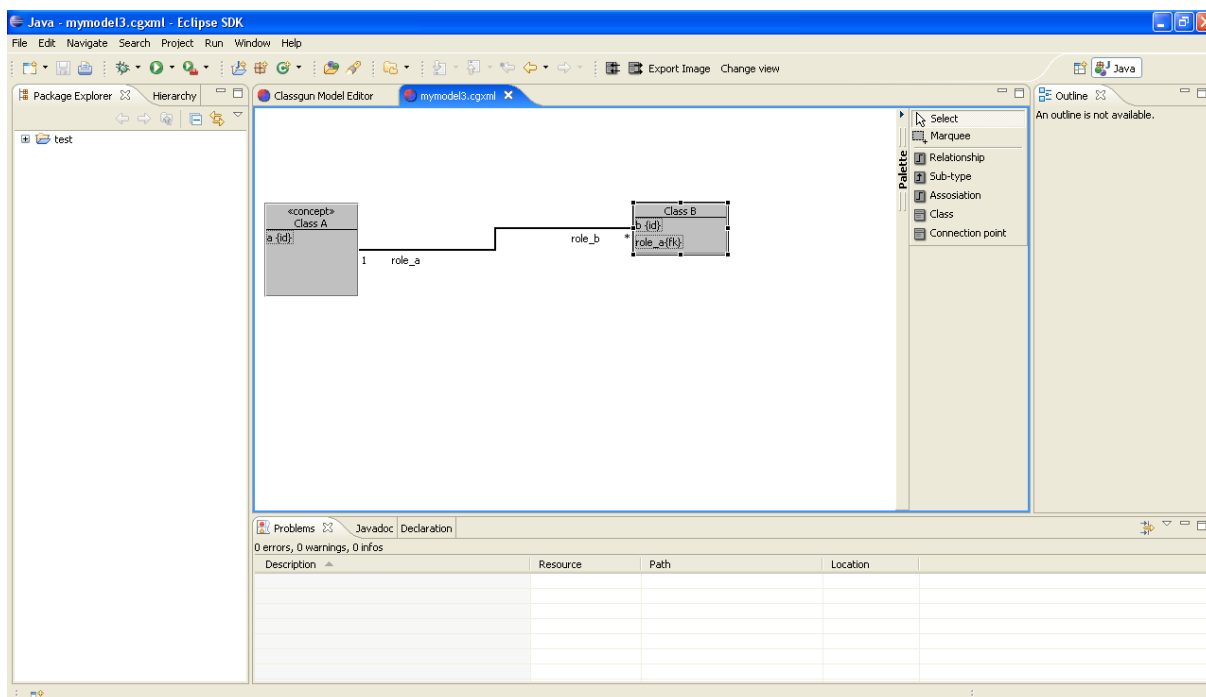 Java - mymodel3.cgxml - Eclipse SDK
File Edit Navigate Search Project Run Window Help
Export Image Change view
Java
Package Explorer
Hierarchy
test
Classgun Model Editor
mymodel3.cgxml
«concept»
Class A
a {id}
1
role_a
role_b
*
Class B
b {id}
role_a{fk}
Palette
Select
Marquee
Relationship
Sub-type
Assosiation
Class
Connection point
Outline
An outline is not available.
Problems
Javadoc
Declaration
0 errors, 0 warnings, 0 infos
Description Resource Path Location